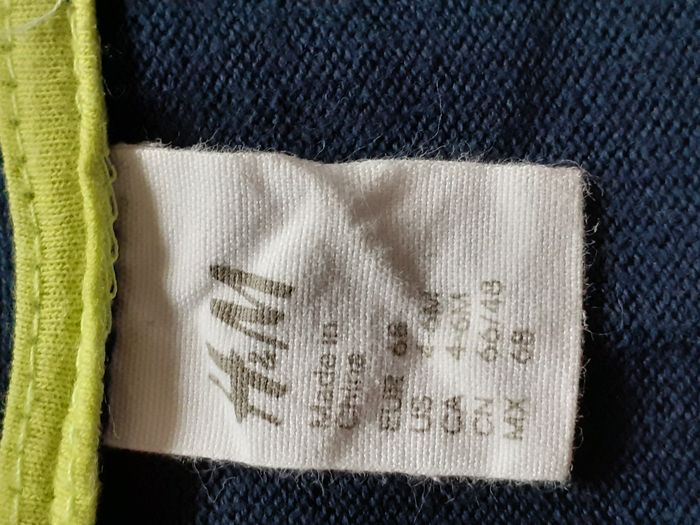 H&M
Made in
China
EUR 68
US 4-6M
CA 4-6M
CN 66/48
MX 68